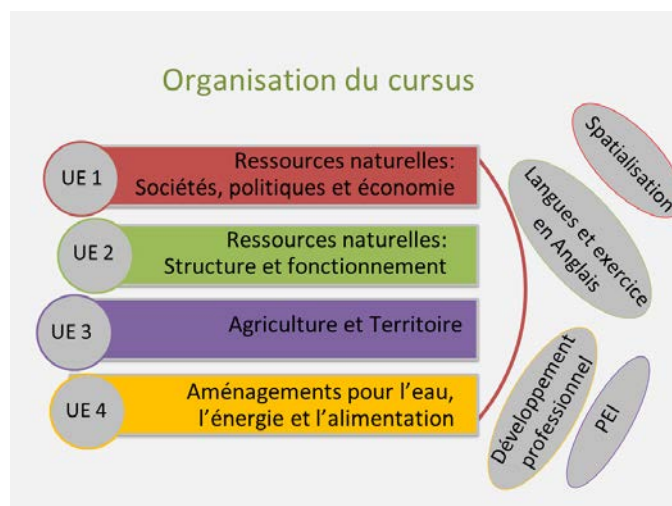 Organisation du cursus
UE 1
Ressources naturelles:
Sociétés, politiques et économie
UE 2
Ressources naturelles:
Structure et fonctionnement
UE 3
Agriculture et Territoire
UE 4
Aménagements pour l'eau,
l'énergie et l'alimentation
Spatialisation
Langues et exercice
en Anglais
Développement
professionnel
PEI